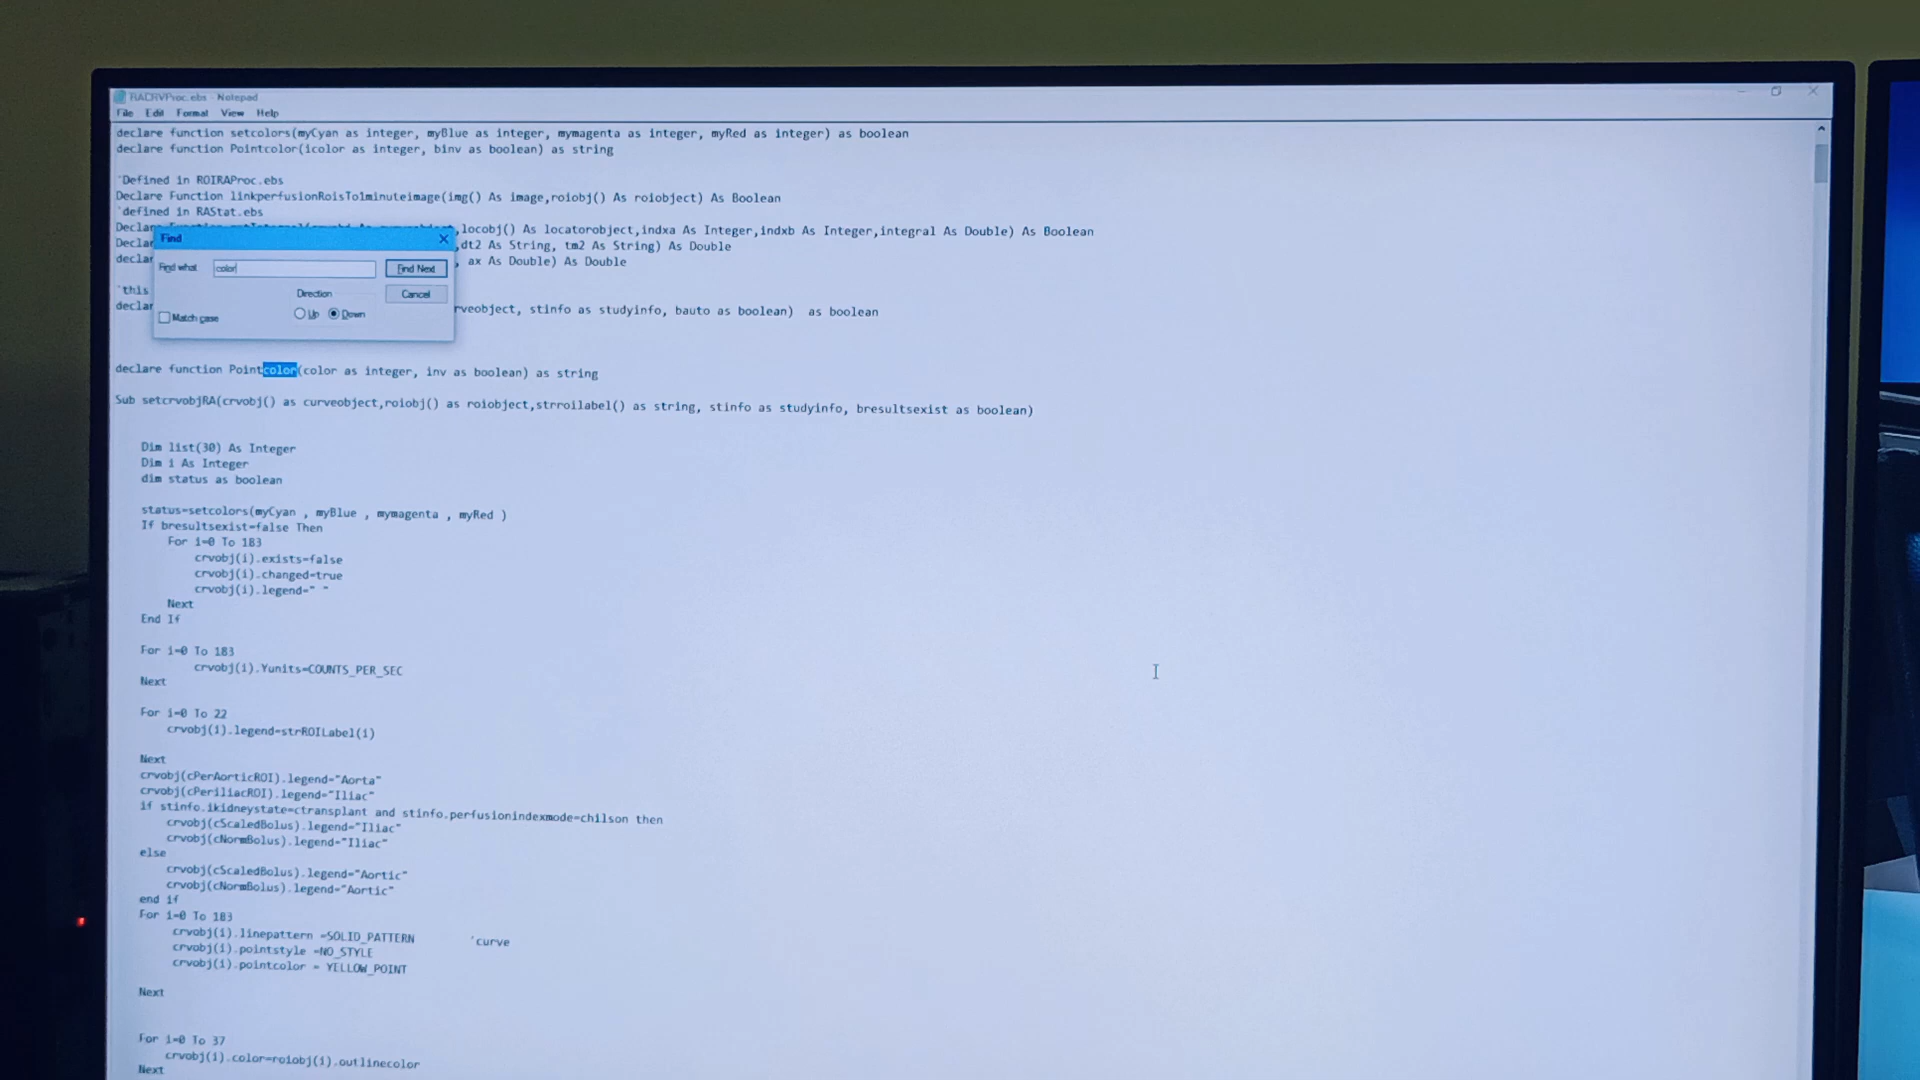 RACRVProc.ebs - Notepad
File Edit Format View Help
declare function setcolors(myCyan as integer, myBlue as integer, mymagenta as integer, myRed as integer) as boolean
declare function Pointcolor(icolor as integer, binv as boolean) as string
'Defined in ROIRAProc.ebs
Declare Function linkperfusionRoisTo1minuteimage(img() As image,roiobj() As roiobject) As Boolean
'defined in RAStat.ebs
Declar ,locobj() As locatorobject,indxa As Integer,indxb As Integer,integral As Double) As Boolean
Declar ,dt2 As String, tm2 As String) As Double
declar , ax As Double) As Double
'this
declar rveobject, stinfo as studyinfo, bauto as boolean) as boolean
Find
Find what color Find Next
Direction Cancel
Match case Up Down
declare function Pointcolor(color as integer, inv as boolean) as string
Sub setcrvobjRA(crvobj() as curveobject,roiobj() as roiobject,strroilabel() as string, stinfo as studyinfo, bresultsexist as boolean)
Dim list(30) As Integer
Dim i As Integer
dim status as boolean
status=setcolors(myCyan , myBlue , mymagenta , myRed )
If bresultsexist=false Then
For i=0 To 183
crvobj(i).exists=false
crvobj(i).changed=true
crvobj(i).legend=" "
Next
End If
For i=0 To 183
crvobj(i).Yunits=COUNTS_PER_SEC
Next
For i=0 To 22
crvobj(i).legend=strROILabel(i)
Next
crvobj(cPerAorticROI).legend="Aorta"
crvobj(cPeriliacROI).legend="Iliac"
if stinfo.ikidneystate=ctransplant and stinfo.perfusionindexmode=chilson then
crvobj(cScaledBolus).legend="Iliac"
crvobj(cNormBolus).legend="Iliac"
else
crvobj(cScaledBolus).legend="Aortic"
crvobj(cNormBolus).legend="Aortic"
end if
For i=0 To 183
crvobj(i).linepattern =SOLID_PATTERN 'curve
crvobj(i).pointstyle =NO_STYLE
crvobj(i).pointcolor = YELLOW_POINT
Next
For i=0 To 37
crvobj(i).color=roiobj(i).outlinecolor
Next